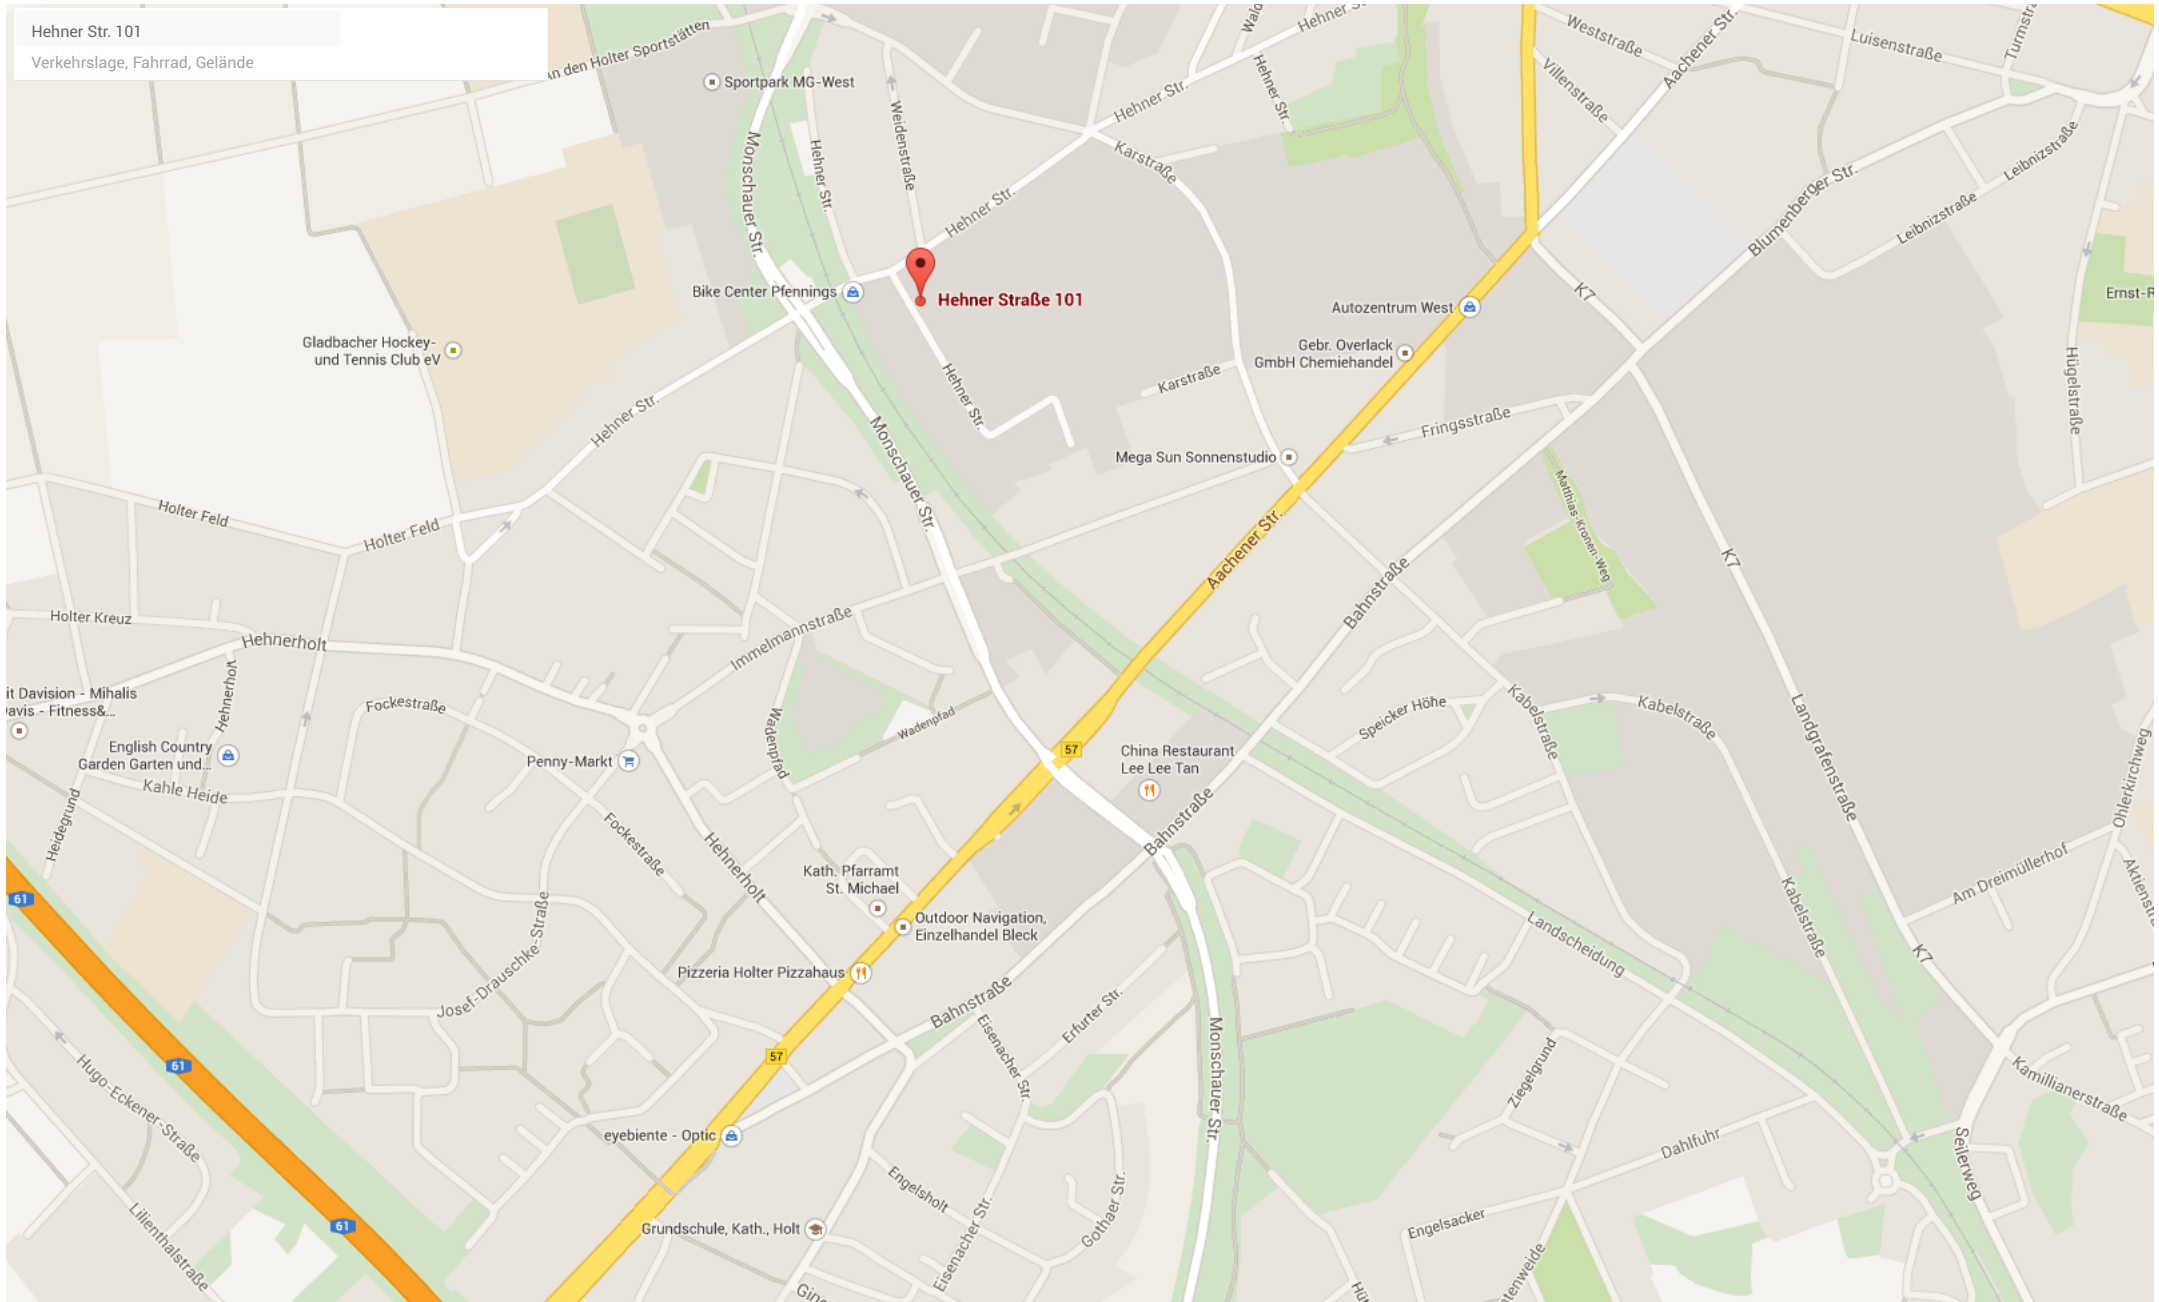 Hehner Str. 101
Verkehrslage, Fahrrad, Gelände
An den Holter Sportstätten
Sportpark MG-West
Monschauer Str.
Hehner Str.
Weidenstraße
Hehner Str.
Hehner Str.
Hehner Str.
Hehner Str.
Karstraße
Weststraße
Villenstraße
Aachener Str.
Luisenstraße
Blumenberger Str.
Leibnizstraße
Leibnizstraße
Bike Center Pfennings
Hehner Straße 101
Autozentrum West
K7
Gladbacher Hockey-
und Tennis Club eV
Gebr. Overlack
GmbH Chemiehandel
Hügelstraße
Hehner Str.
Hehner Str.
Karstraße
Fringsstraße
Monschauer Str.
Mega Sun Sonnenstudio
Matthias-Kronen-Weg
Holter Feld
Holter Feld
Aachener Str.
K7
Bahnstraße
Holter Kreuz
Hehnerholt
Immelmannstraße
Hehnerholt
Fockestraße
Wadenpfad
Wadenpfad
Speicker Höhe
Kabelstraße
Kabelstraße
Landgrafenstraße
English Country
Garden Garten und...
Penny-Markt
57
China Restaurant
Lee Lee Tan
Ohlerkirchweg
Kahle Heide
Heidegrund
Fockestraße
Hehnerholt
Bahnstraße
Kath. Pfarramt
St. Michael
Am Dreimüllerhof
61
Outdoor Navigation,
Einzelhandel Bleck
Landscheidung
Kabelstraße
K7
Josef-Drauschke-Straße
Pizzeria Holter Pizzahaus
Bahnstraße
Eisenacher Str.
Erfurter Str.
Monschauer Str.
Ziegelgrund
57
61
Hugo-Eckener-Straße
Kamillianerstraße
eyebiente - Optic
Dahlfuhr
Seilerweg
Engelsholt
Eisenacher Str.
Gothaer Str.
Engelsacker
61
Lilienthalstraße
Grundschule, Kath., Holt